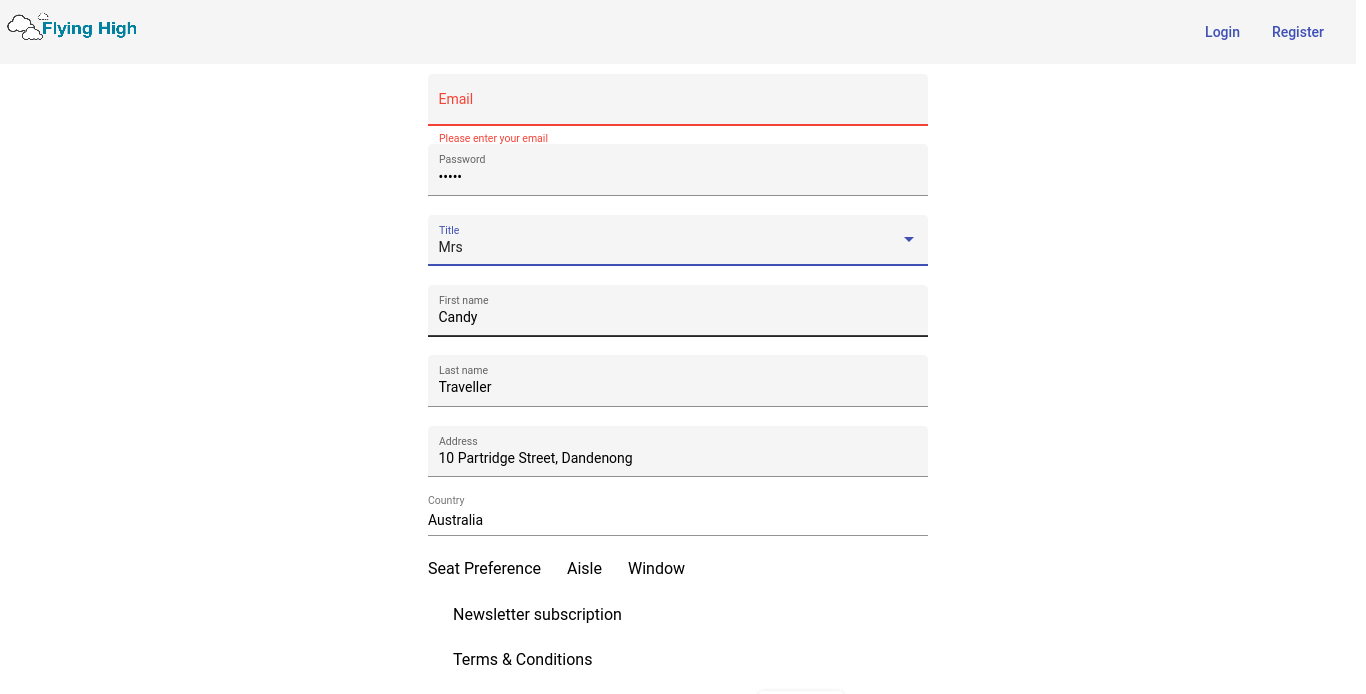 Flying High
Login Register
Email
Please enter your email
Password
•••••
Title
Mrs
First name
Candy
Last name
Traveller
Address
10 Partridge Street, Dandenong
Country
Australia
Seat Preference Aisle Window
Newsletter subscription
Terms & Conditions